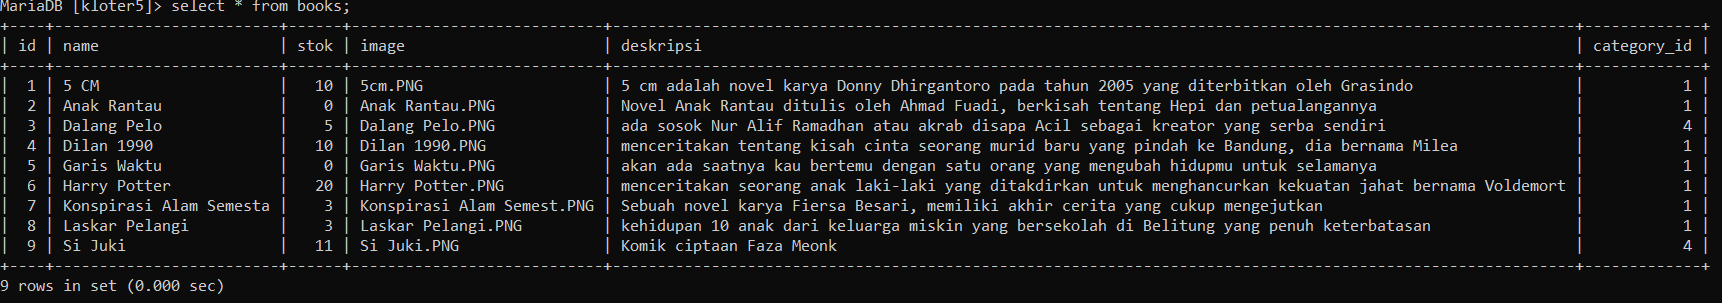 MariaDB [kloter5]> select * from books;
+----+-------------------------+------+---------------------------+----------------------------------------------------------------------------------------------------+-------------+
| id | name | stok | image | deskripsi | category_id |
+----+-------------------------+------+---------------------------+----------------------------------------------------------------------------------------------------+-------------+
| 1 | 5 CM | 10 | 5cm.PNG | 5 cm adalah novel karya Donny Dhirgantoro pada tahun 2005 yang diterbitkan oleh Grasindo | 1 |
| 2 | Anak Rantau | 0 | Anak Rantau.PNG | Novel Anak Rantau ditulis oleh Ahmad Fuadi, berkisah tentang Hepi dan petualangannya | 1 |
| 3 | Dalang Pelo | 5 | Dalang Pelo.PNG | ada sosok Nur Alif Ramadhan atau akrab disapa Acil sebagai kreator yang serba sendiri | 4 |
| 4 | Dilan 1990 | 10 | Dilan 1990.PNG | menceritakan tentang kisah cinta seorang murid baru yang pindah ke Bandung, dia bernama Milea | 1 |
| 5 | Garis Waktu | 0 | Garis Waktu.PNG | akan ada saatnya kau bertemu dengan satu orang yang mengubah hidupmu untuk selamanya | 1 |
| 6 | Harry Potter | 20 | Harry Potter.PNG | menceritakan seorang anak laki-laki yang ditakdirkan untuk menghancurkan kekuatan jahat bernama Voldemort | 1 |
| 7 | Konspirasi Alam Semesta | 3 | Konspirasi Alam Semest.PNG | Sebuah novel karya Fiersa Besari, memiliki akhir cerita yang cukup mengejutkan | 1 |
| 8 | Laskar Pelangi | 3 | Laskar Pelangi.PNG | kehidupan 10 anak dari keluarga miskin yang bersekolah di Belitung yang penuh keterbatasan | 1 |
| 9 | Si Juki | 11 | Si Juki.PNG | Komik ciptaan Faza Meonk | 4 |
+----+-------------------------+------+---------------------------+----------------------------------------------------------------------------------------------------+-------------+
9 rows in set (0.000 sec)